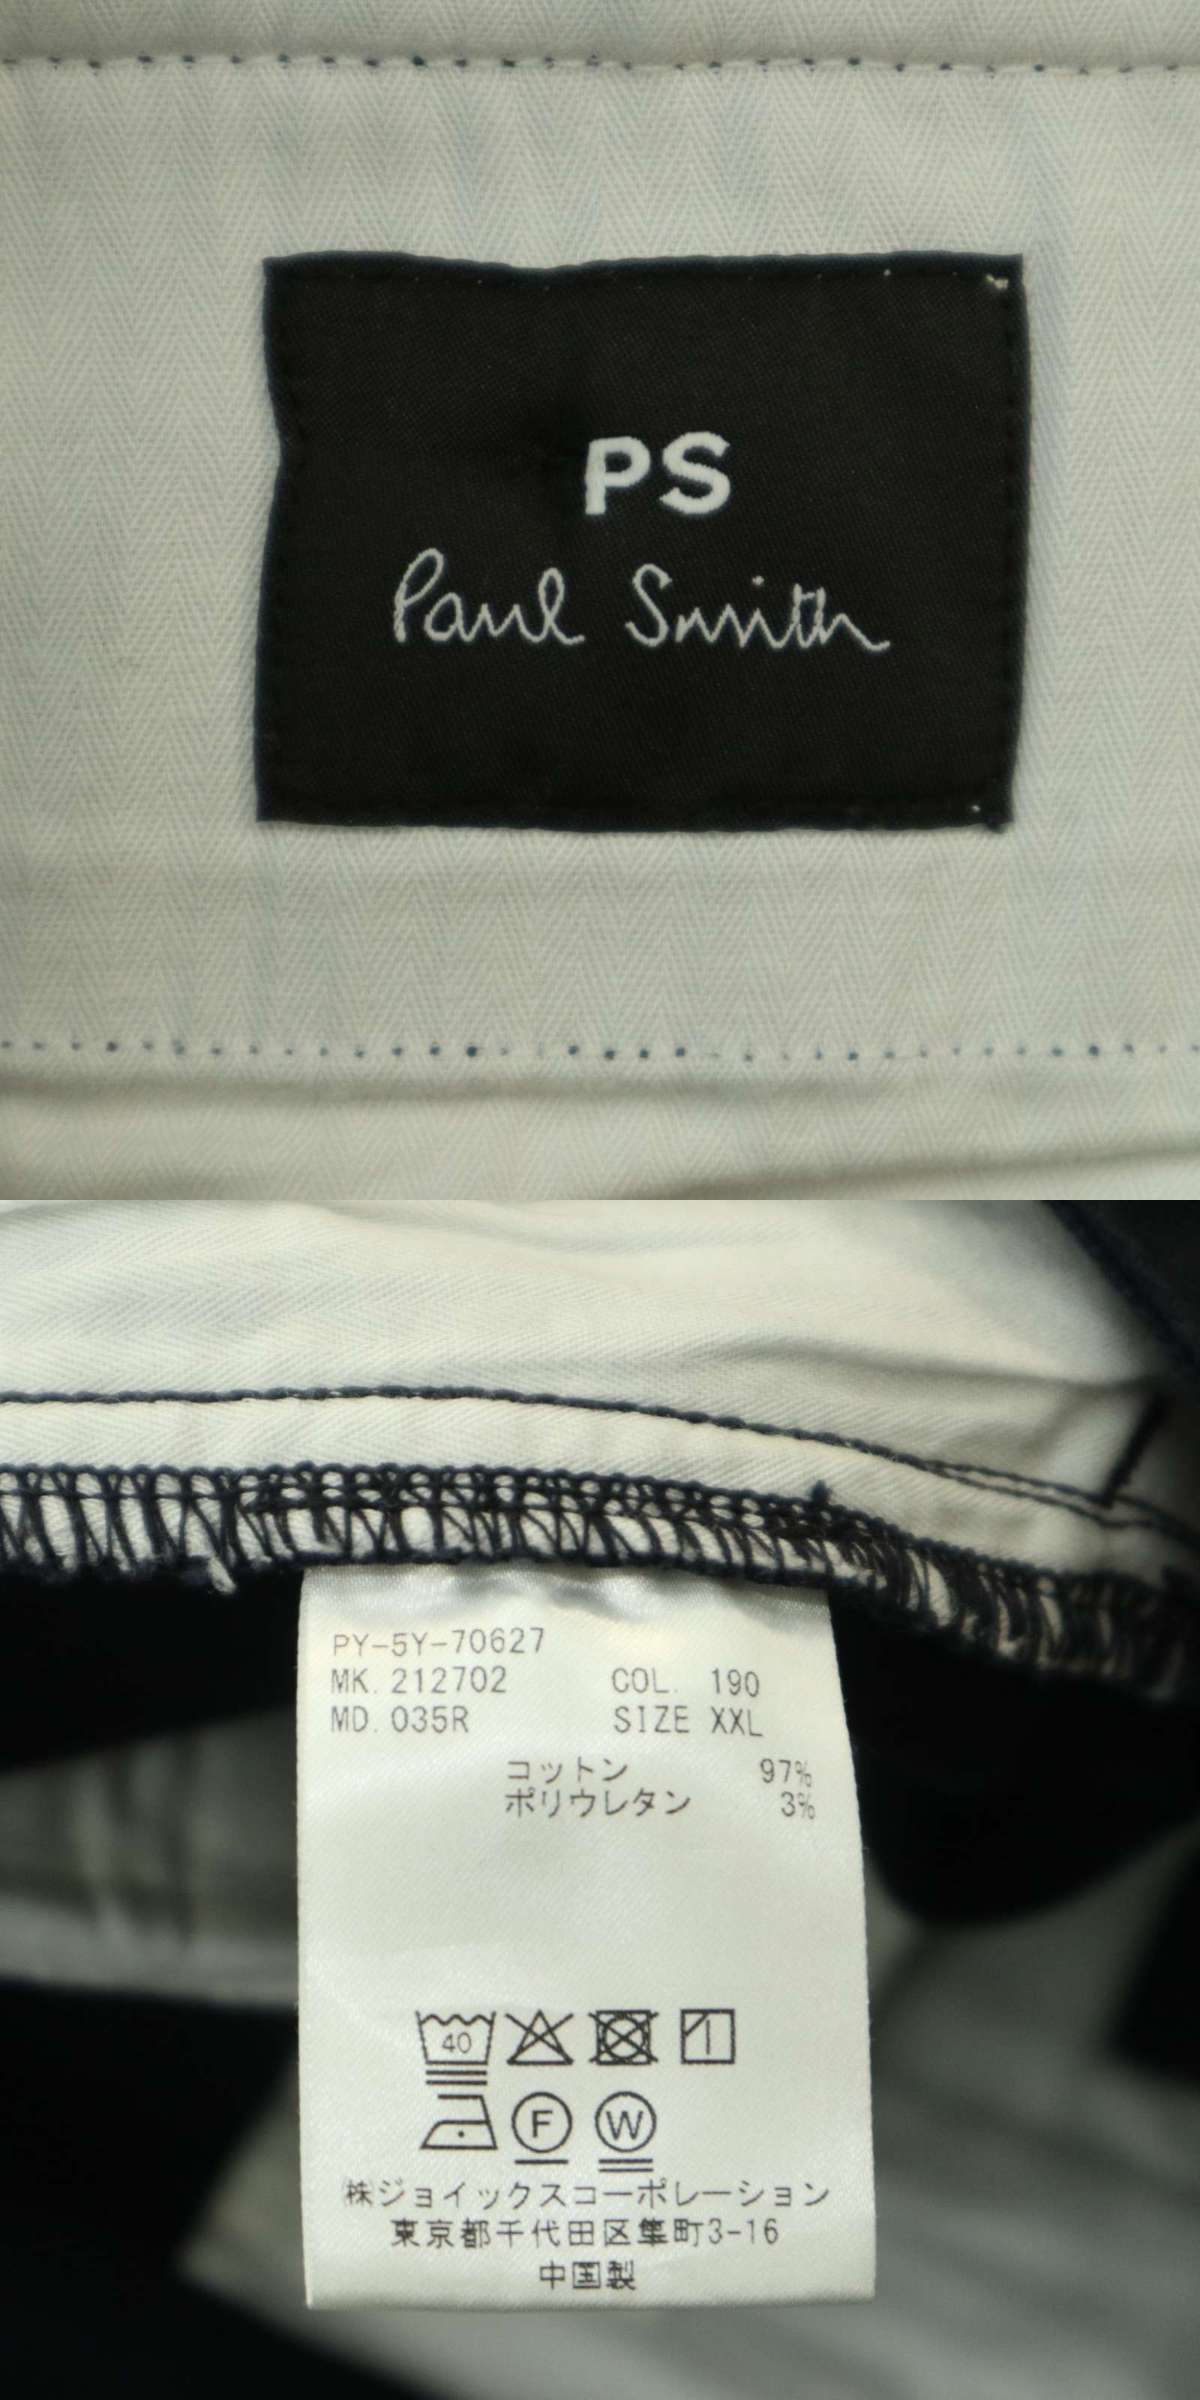 PS
Paul Smith
PY-5Y-70627
MK. 212702 COL. 190
MD. 035R SIZE XXL
コットン 97%
ポリウレタン 3%
40
F W
㈱ジョイックスコーポレーション
東京都千代田区隼町3-16
中国製